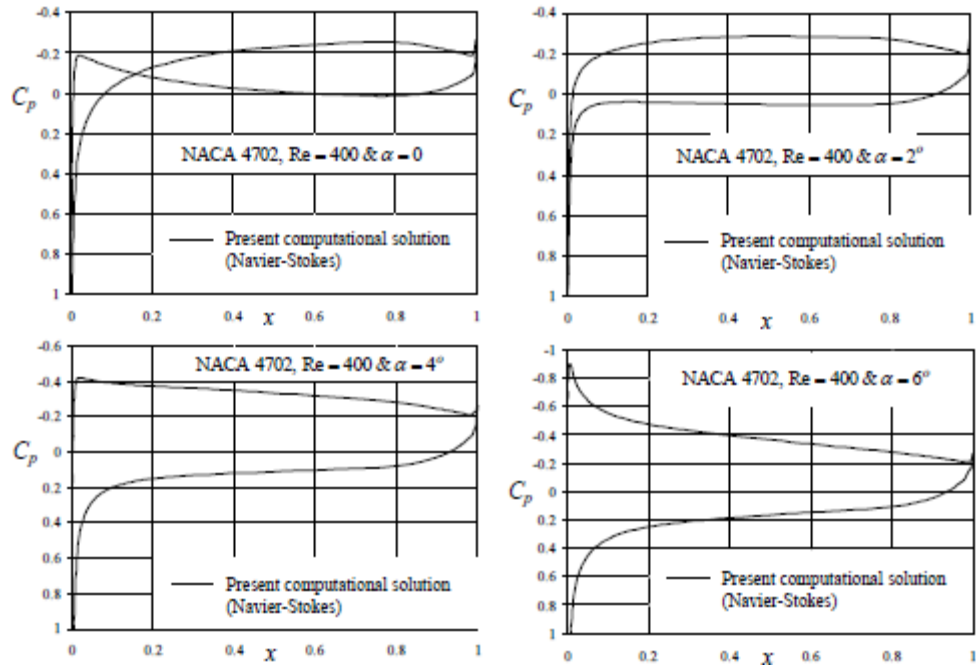 -0.4
-0.2
C_p 0
0.2
NACA 4702, Re = 400 & α = 0
0.4
0.6
Present computational solution
0.8
(Navier-Stokes)
1
0 0.2 0.4 x 0.6 0.8 1
-0.4
-0.2
C_p 0
0.2
NACA 4702, Re = 400 & α = 2°
0.4
0.6
Present computational solution
0.8
(Navier-Stokes)
1
0 0.2 0.4 x 0.6 0.8 1
-0.6
NACA 4702, Re = 400 & α = 4°
-0.4
-0.2
C_p 0
0.2
0.4
0.6
Present computational solution
0.8
(Navier-Stokes)
1
0 0.2 x 0.4 0.6 0.8 1
-1
-0.8
NACA 4702, Re = 400 & α = 6°
-0.6
-0.4
-0.2
C_p 0
0.2
0.4
0.6
Present computational solution
0.8
(Navier-Stokes)
1
0 0.2 0.4 x 0.6 0.8 1